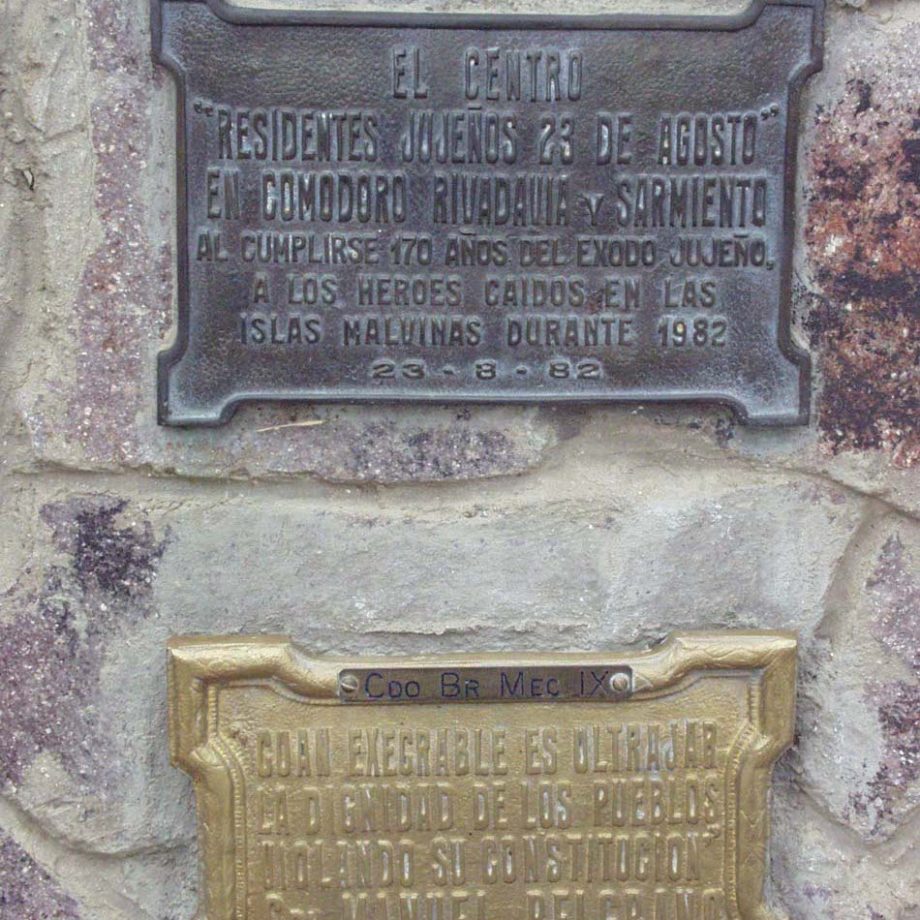 EL CENTRO
"RESIDENTES JUJEÑOS 23 DE AGOSTO"
EN COMODORO RIVADAVIA Y SARMIENTO
AL CUMPLIRSE 170 AÑOS DEL EXODO JUJEÑO,
A LOS HEROES CAIDOS EN LAS
ISLAS MALVINAS DURANTE 1982
23-8-82
CDO BR MEC IX
CUAN EXECRABLE ES ULTRAJAR
LA DIGNIDAD DE LOS PUEBLOS
VIOLANDO SU CONSTITUCION"
MANUEL BELGRANO